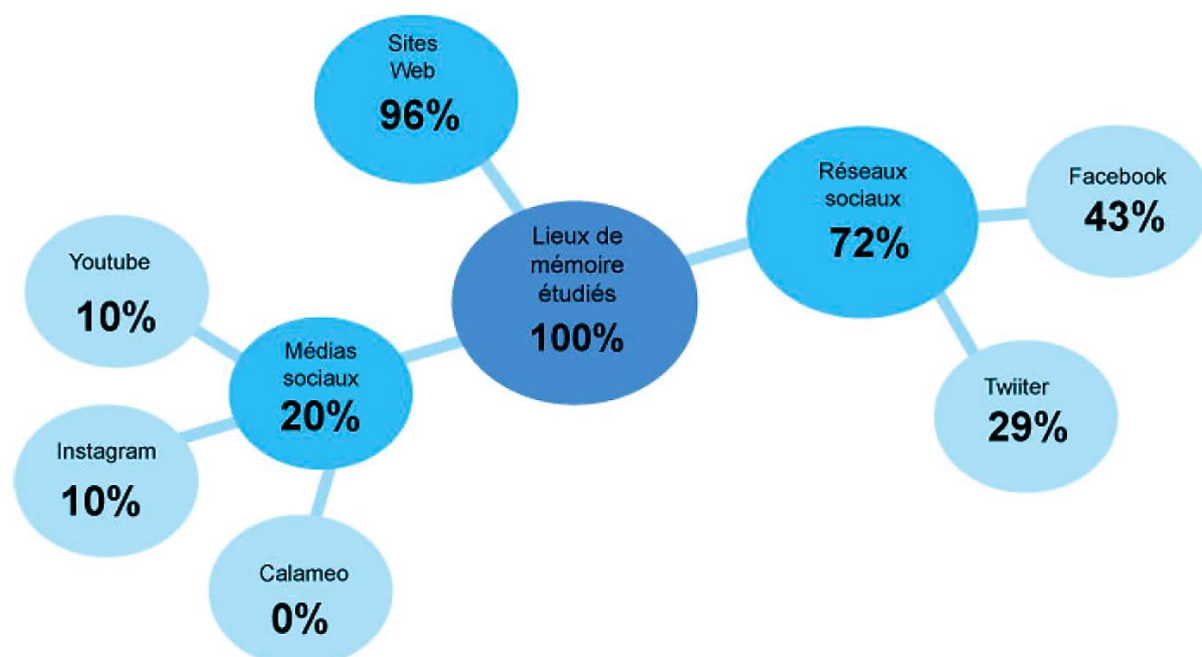 Sites
Web
96%
Réseaux
sociaux
72%
Facebook
43%
Twiiter
29%
Lieux de
mémoire
étudiés
100%
Youtube
10%
Médias
sociaux
20%
Instagram
10%
Calameo
0%